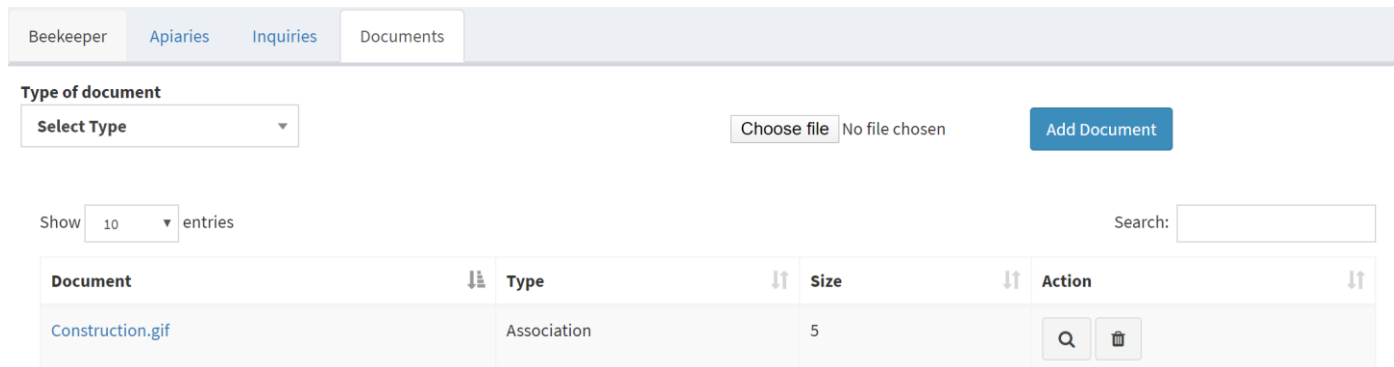 Beekeeper Apiaries Inquiries Documents
Type of document
Select Type
Choose file No file chosen
Add Document
Show 10 entries
Search:
Document Type Size Action
Construction.gif Association 5